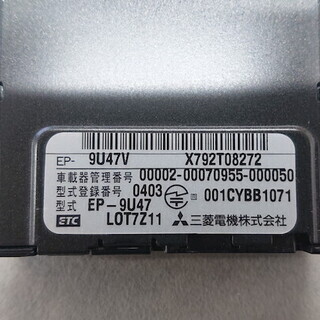 EP- 9U47V X792T08272
車載器管理番号 00002-00070955-000050
型式登録番号 0403 001CYBB1071
型式 EP-9U47
ETC LOT7Z11 三菱電機株式会社